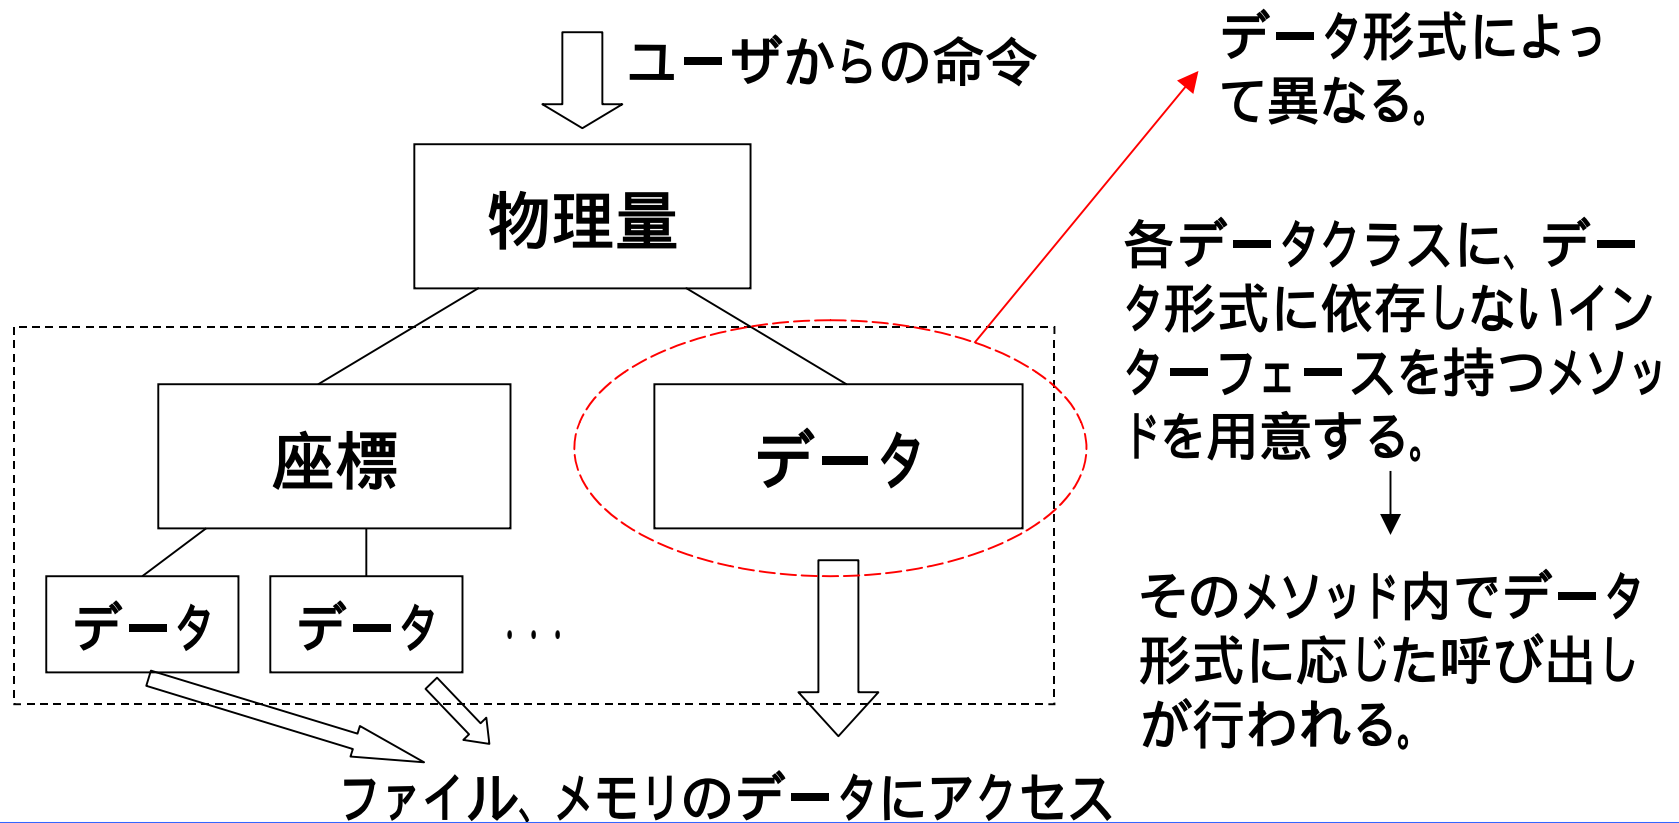 ユーザからの命令
データ形式によっ
て異なる。
物理量
各データクラスに、デー
タ形式に依存しないイン
ターフェースを持つメソッ
ドを用意する。
座標
データ
データ
データ
...
そのメソッド内でデータ
形式に応じた呼び出し
が行われる。
ファイル、メモリのデータにアクセス